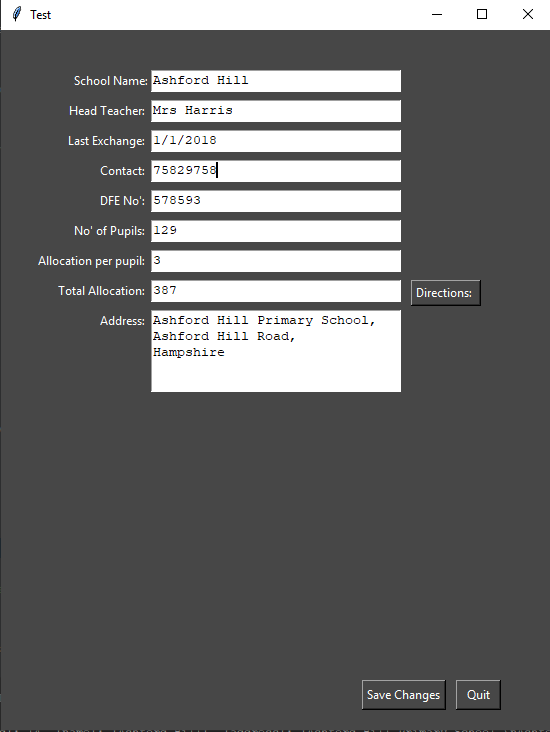 Test
School Name: Ashford Hill
Head Teacher: Mrs Harris
Last Exchange: 1/1/2018
Contact: 75829758
DFE No': 578593
No' of Pupils: 129
Allocation per pupil: 3
Total Allocation: 387
Directions:
Address: Ashford Hill Primary School,
Ashford Hill Road,
Hampshire
Save Changes
Quit